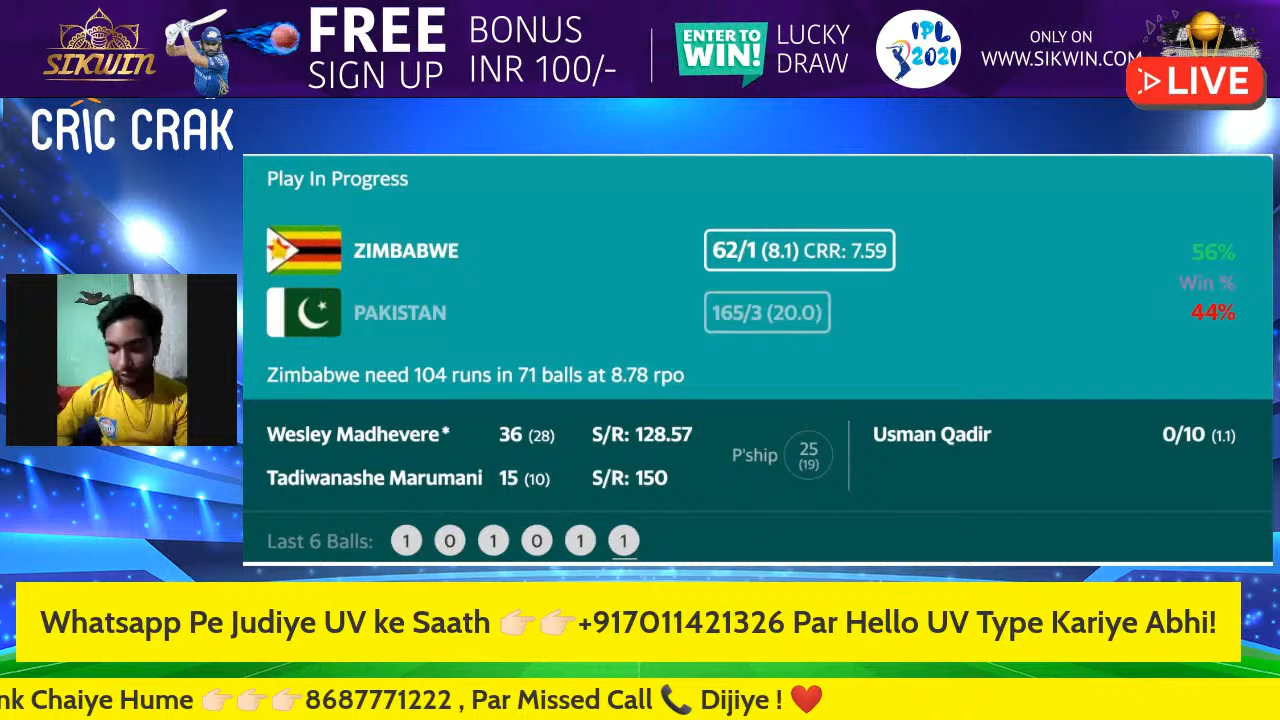 SIKWIN
FREE
SIGN UP
BONUS
INR 100/-
ENTER TO
WIN!
LUCKY
DRAW
IPL
2021
ONLY ON
WWW.SIKWIN.COM
LIVE
CRIC CRAK
Play In Progress
ZIMBABWE 62/1 (8.1) CRR: 7.59 56%
Win %
PAKISTAN 165/3 (20.0) 44%
Zimbabwe need 104 runs in 71 balls at 8.78 rpo
Wesley Madhevere* 36 (28) S/R: 128.57
Tadiwanashe Marumani 15 (10) S/R: 150
P'ship 25 (19)
Usman Qadir 0/10 (1.1)
Last 6 Balls: 1 0 1 0 1 1
Whatsapp Pe Judiye UV ke Saath 👉🏻👉🏻+917011421326 Par Hello UV Type Kariye Abhi!
nk Chaiye Hume 👉🏻👉🏻👉🏻8687771222 , Par Missed Call 📞 Dijiye ! ❤️